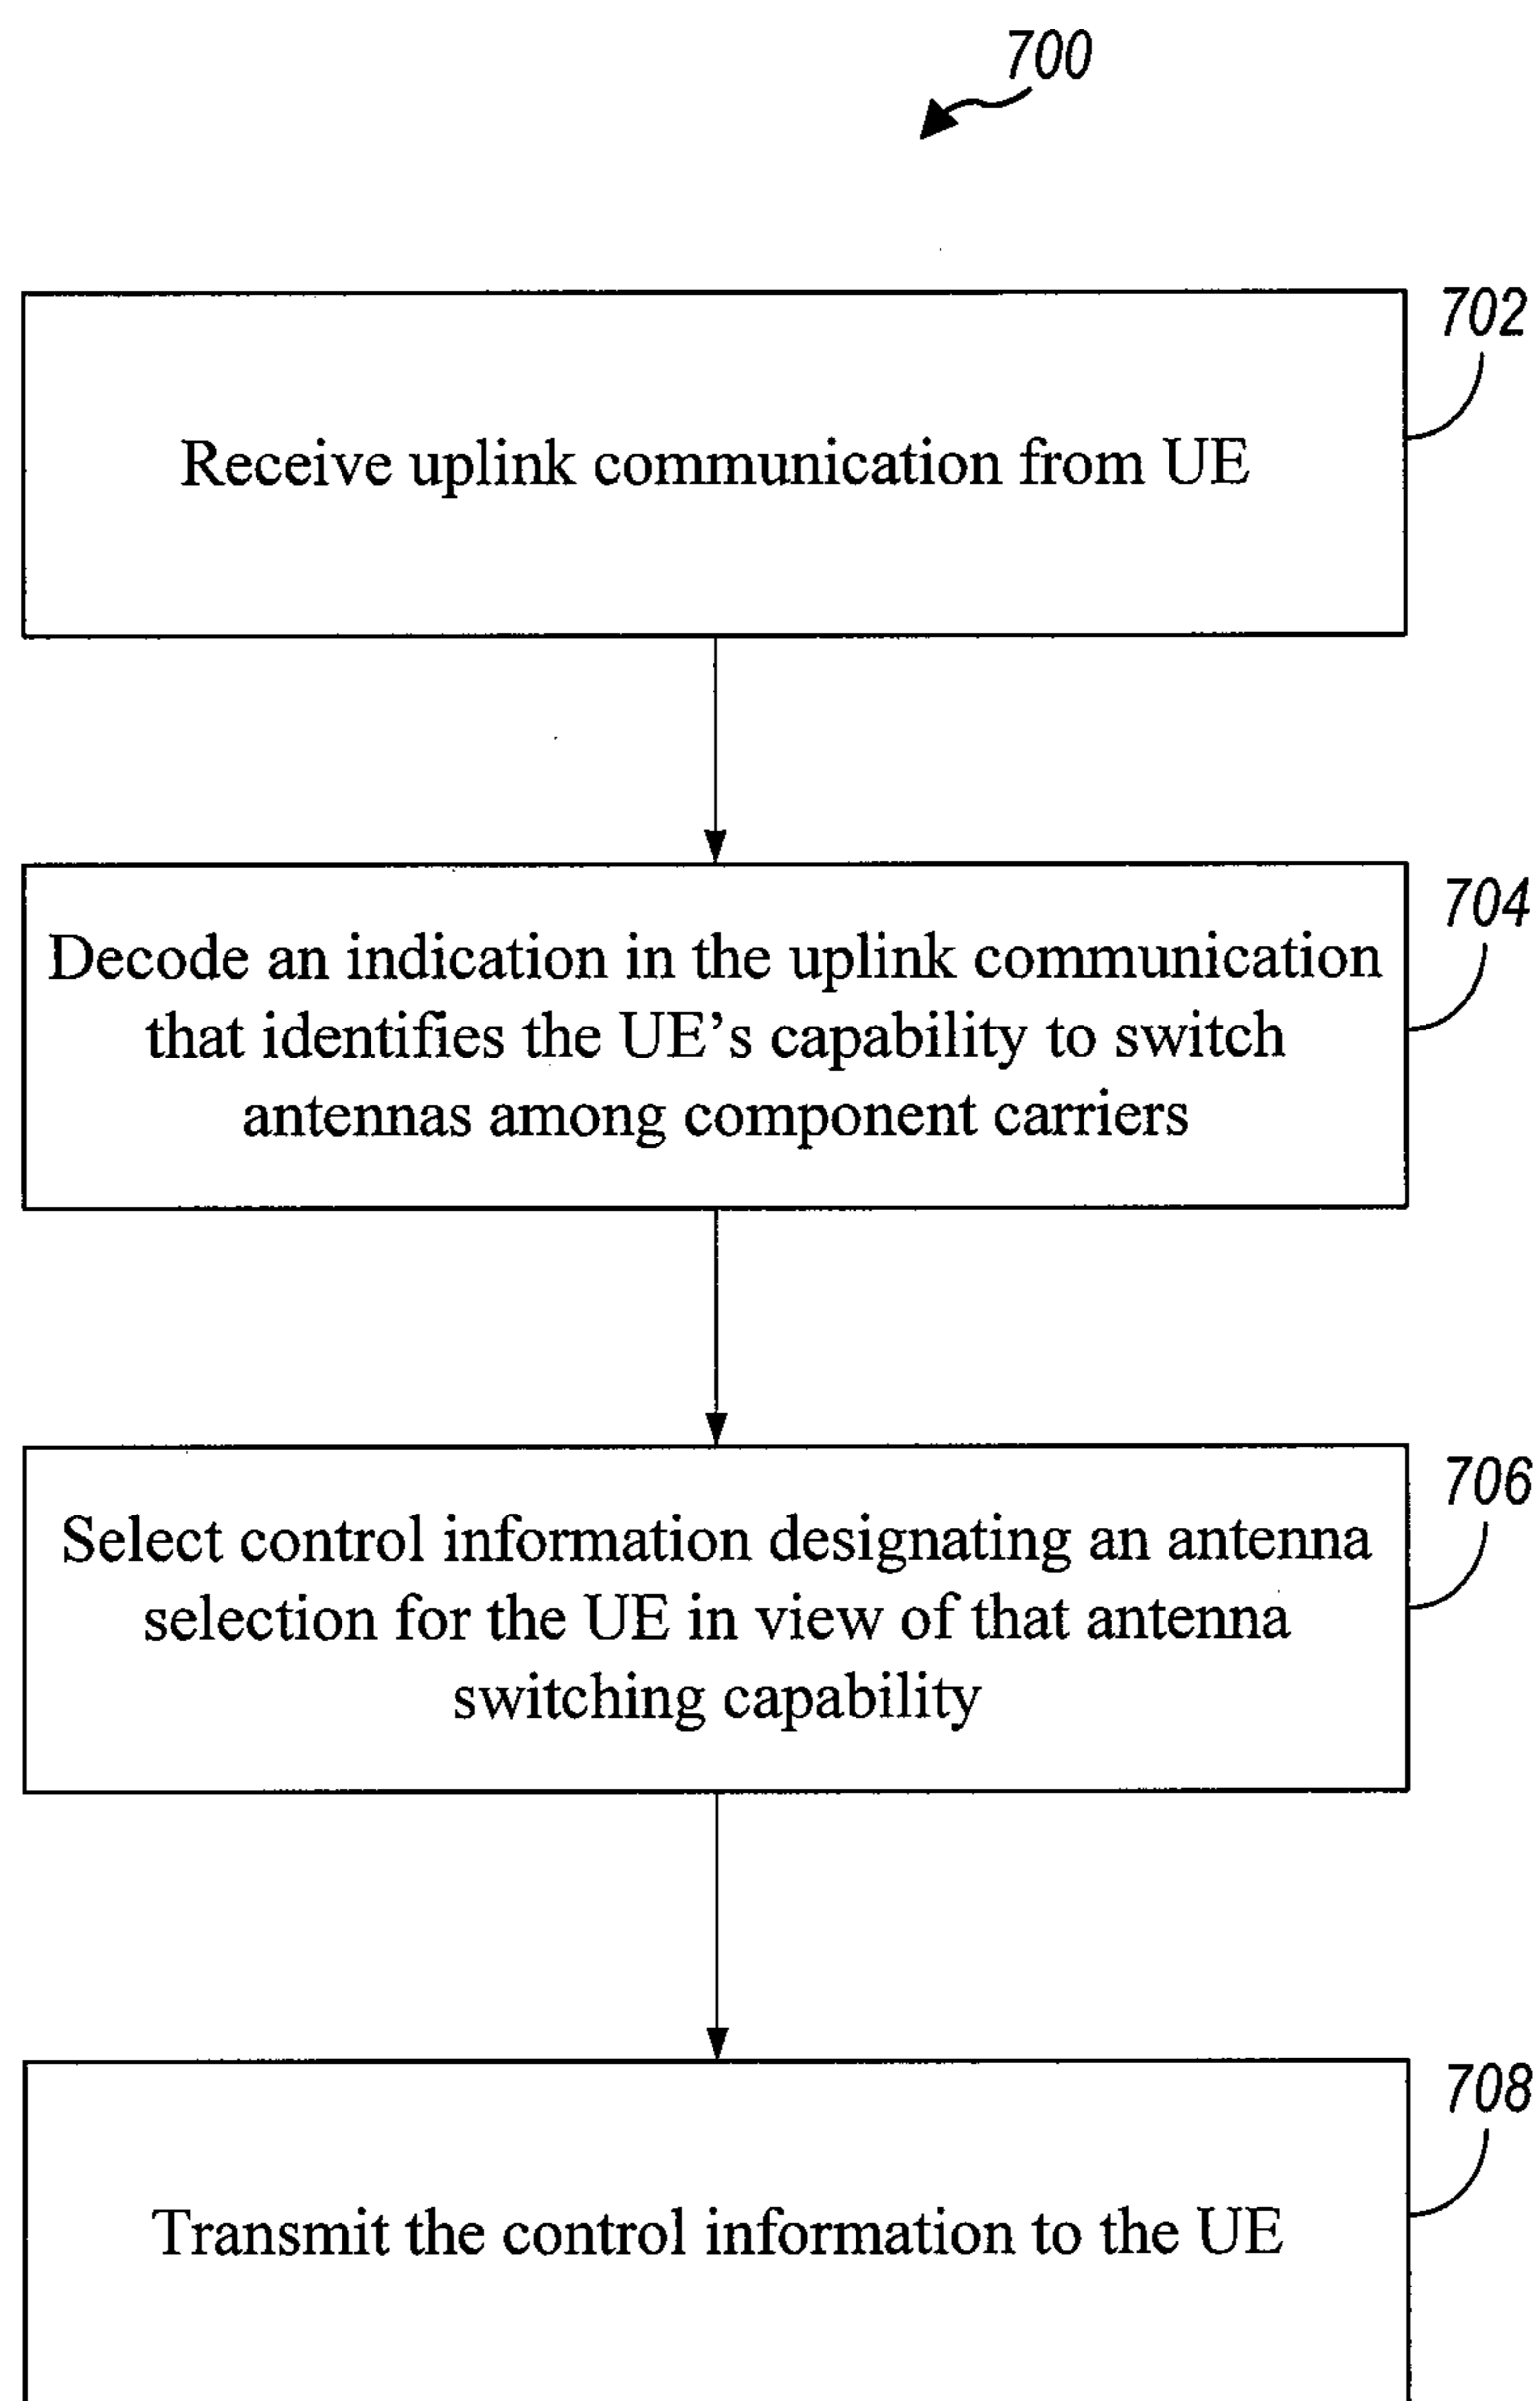 700
702
Receive uplink communication from UE
704
Decode an indication in the uplink communication
that identifies the UE’s capability to switch
antennas among component carriers
706
Select control information designating an antenna
selection for the UE in view of that antenna
switching capability
708
Transmit the control information to the UE